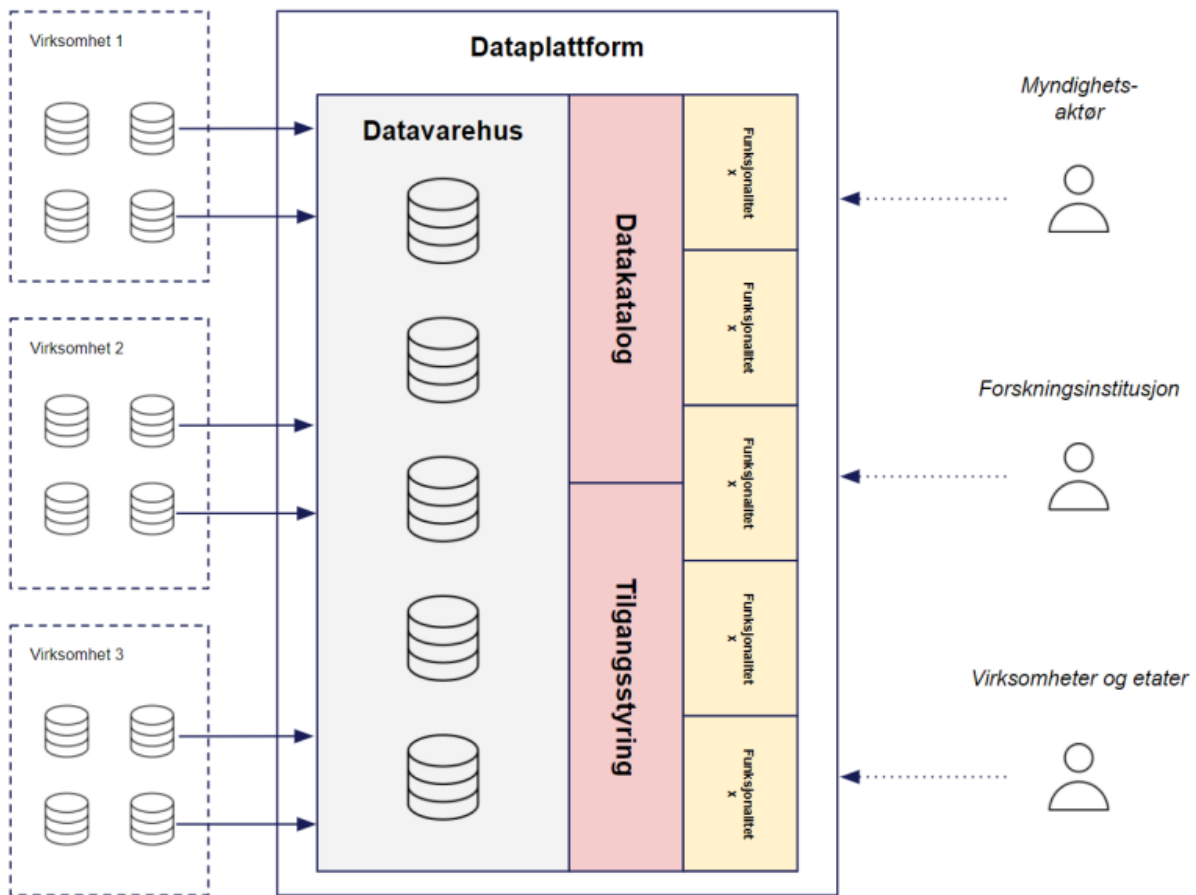 Virksomhet 1
Virksomhet 2
Virksomhet 3
Dataplattform
Datavarehus
Datakatalog
Tilgangsstyring
Funksjonalitet
x
Funksjonalitet
x
Funksjonalitet
x
Funksjonalitet
x
Funksjonalitet
x
Myndighets-
aktør
Forskningsinstitusjon
Virksomheter og etater